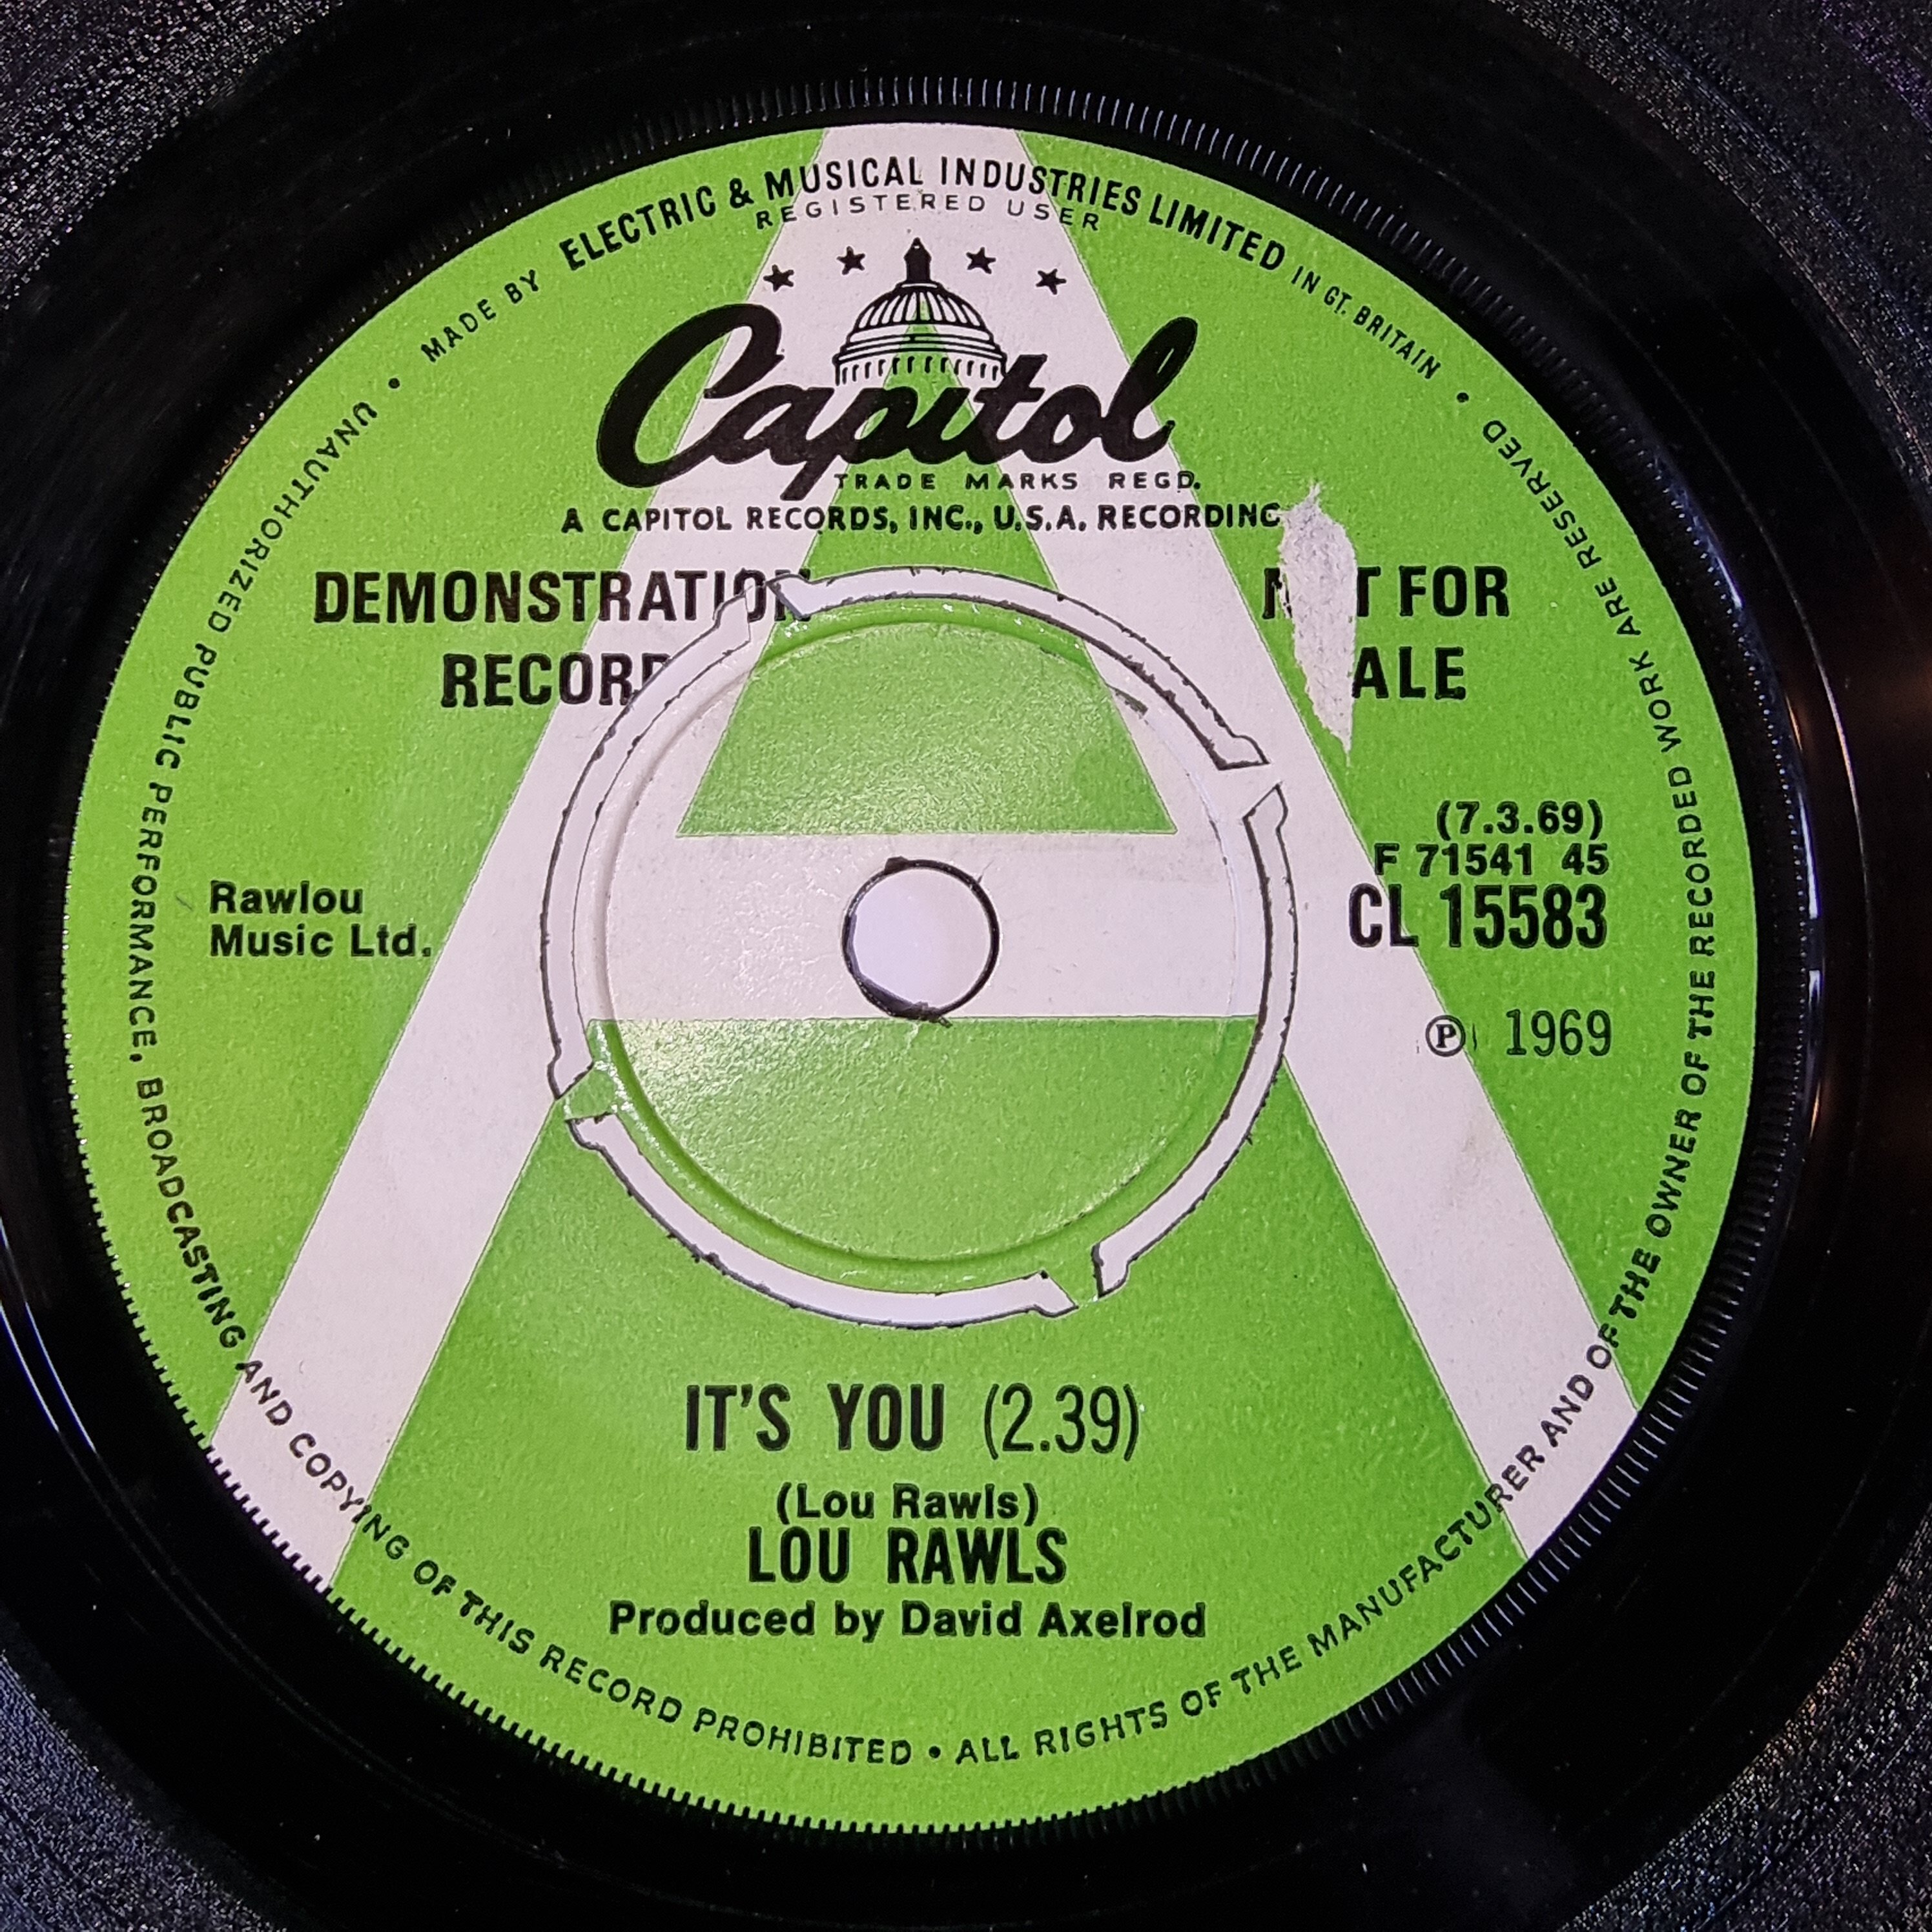 MADE BY ELECTRIC & MUSICAL INDUSTRIES LIMITED IN GT. BRITAIN •
REGISTERED USER
Capitol
TRADE MARKS REGD.
A CAPITOL RECORDS, INC., U.S.A. RECORDING
DEMONSTRATION
RECORD
FOR
(7.3.69)
F 71541 45
CL 15583
Rawlou
Music Ltd.
℗ 1969
IT'S YOU (2.39)
(Lou Rawls)
LOU RAWLS
Produced by David Axelrod
ALL RIGHTS OF THE MANUFACTURER AND OF THE OWNER OF THE RECORDED WORK ARE RESERVED •
UNAUTHORIZED PUBLIC PERFORMANCE, BROADCASTING AND COPYING OF THIS RECORD PROHIBITED •